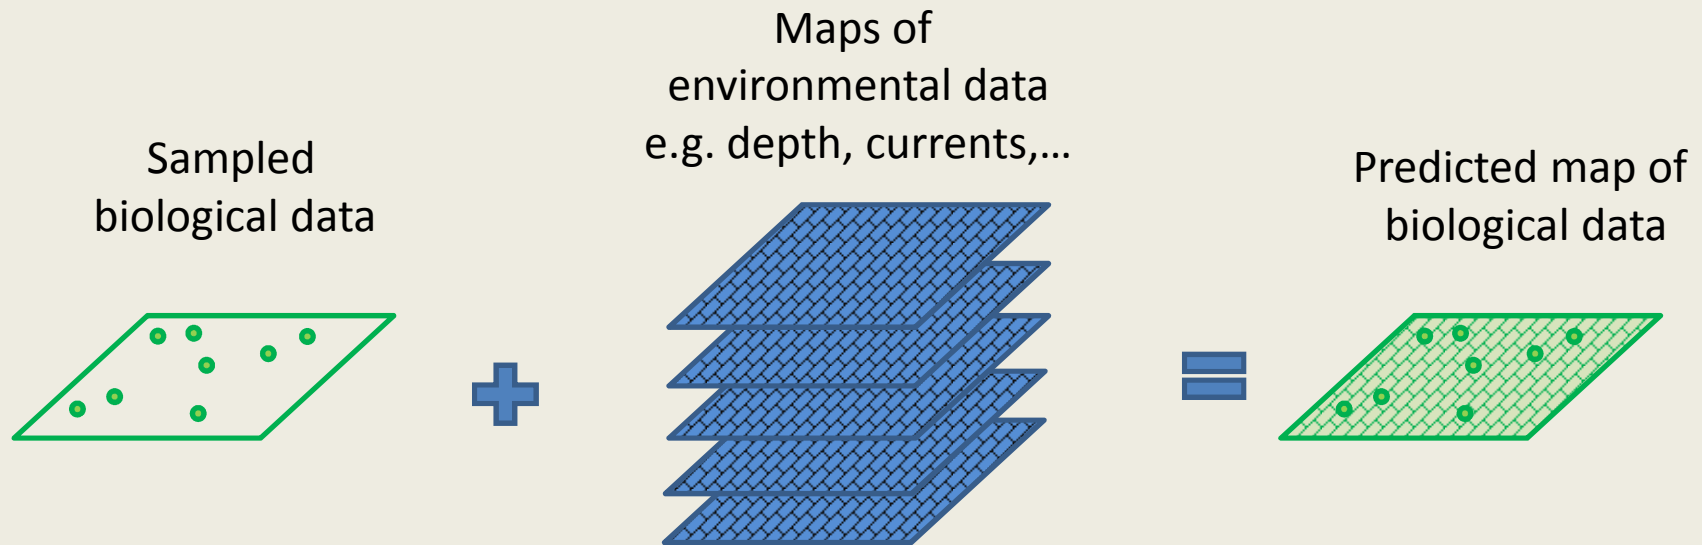 Sampled
biological data
Maps of
environmental data
e.g. depth, currents,…
Predicted map of
biological data